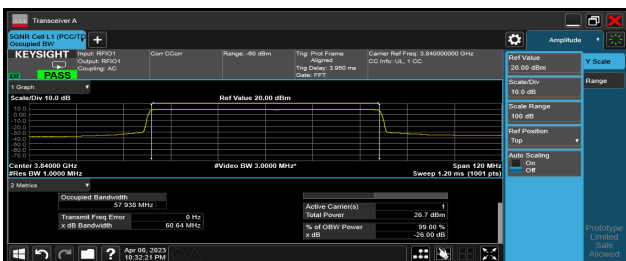 Transceiver A
5GNR Cell L1 (PCC/TP
Occupied BW
KEYSIGHT Input: RFIO1 Corr CCorr Range: -60 dBm Trig: Prot Frame Carrier Ref Freq: 3.840000000 GHz
Output: RFIO1 Aligned CC Info: UL, 1 CC
Coupling: AC Trig Delay: 3.950 ms
PASS Gate: FFT
1 Graph
Scale/Div 10.0 dB Ref Value 20.00 dBm
10.0
0.00
-10.0
-20.0
-30.0
-40.0
-50.0
-60.0
-70.0
Center 3.84000 GHz #Video BW 3.0000 MHz* Span 120 MHz
#Res BW 1.0000 MHz Sweep 1.20 ms (1001 pts)
2 Metrics
Occupied Bandwidth
57.938 MHz
Transmit Freq Error 0 Hz
x dB Bandwidth 60.64 MHz
Active Carrier(s) 1
Total Power 26.7 dBm
% of OBW Power 99.00 %
x dB -26.00 dB
Apr 06, 2023
10:32:21 PM
Amplitude
Ref Value
20.00 dBm
Scale/Div
10.0 dB
Scale Range
100 dB
Ref Position
Top
Auto Scaling
On
Off
Y Scale
Range
Prototype
Limited
Sale
Allowed